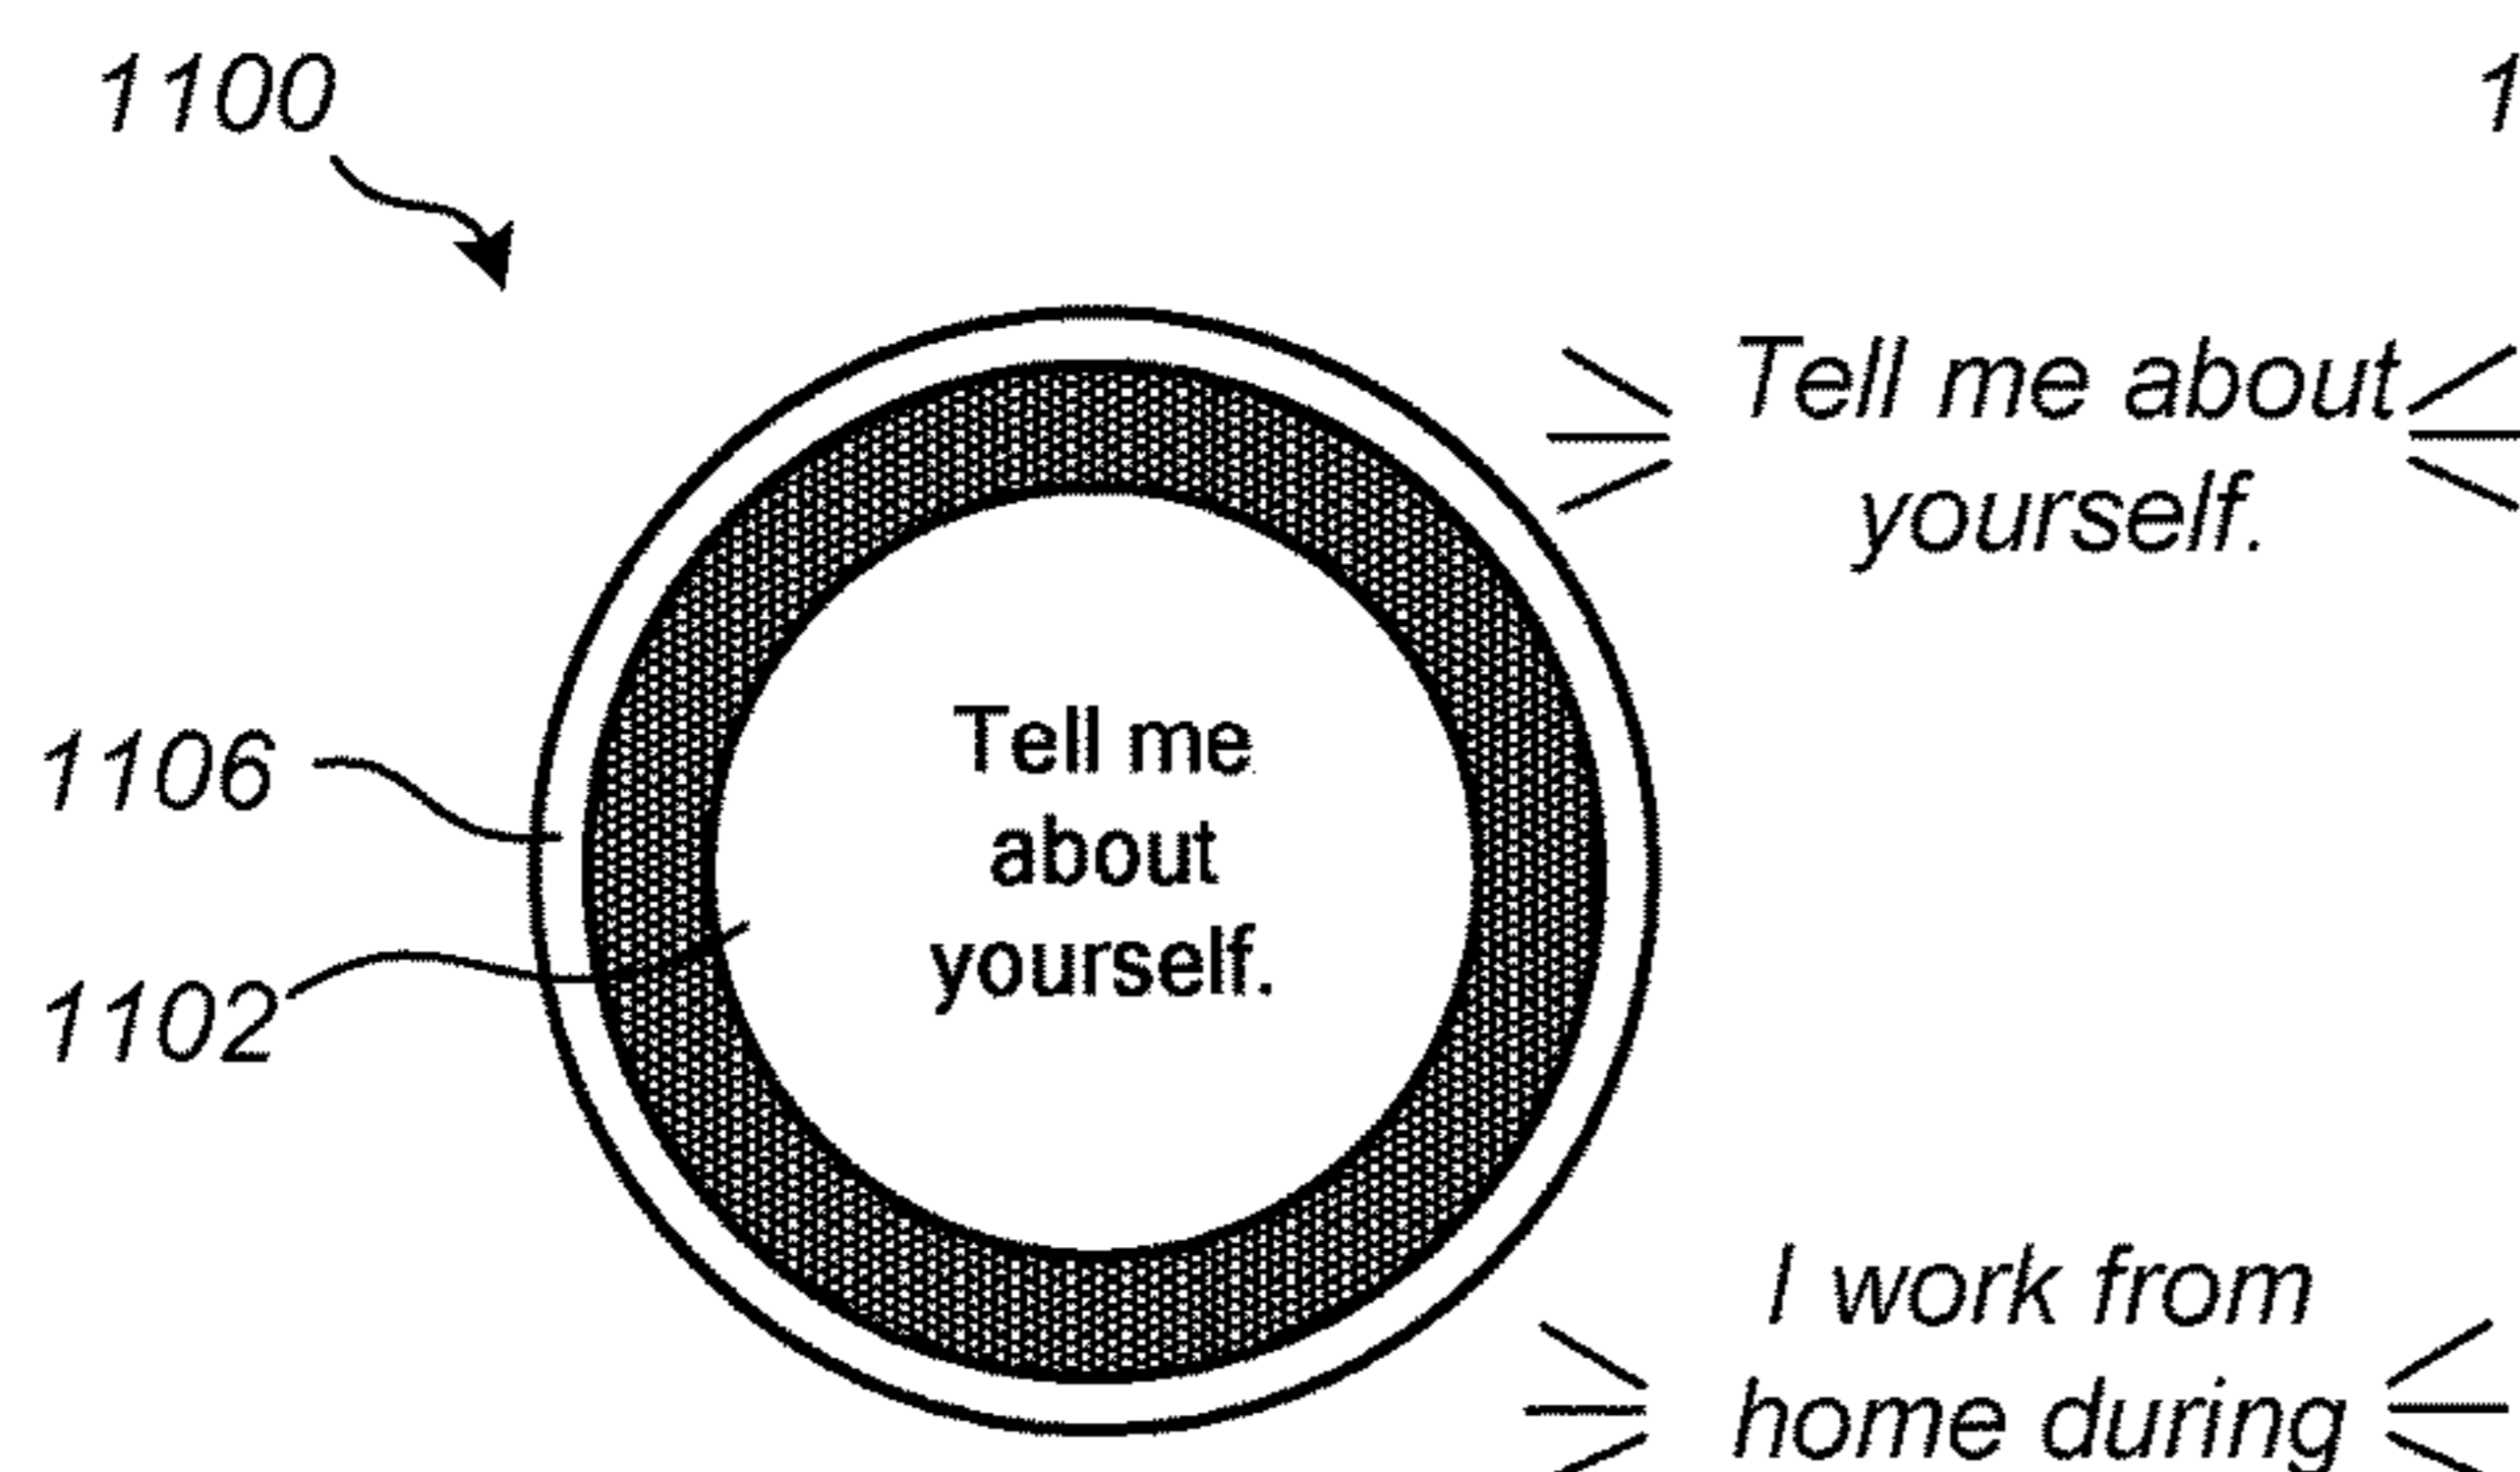 1100
Tell me about
yourself.
1106
Tell me
about
yourself.
1102
I work from
home during